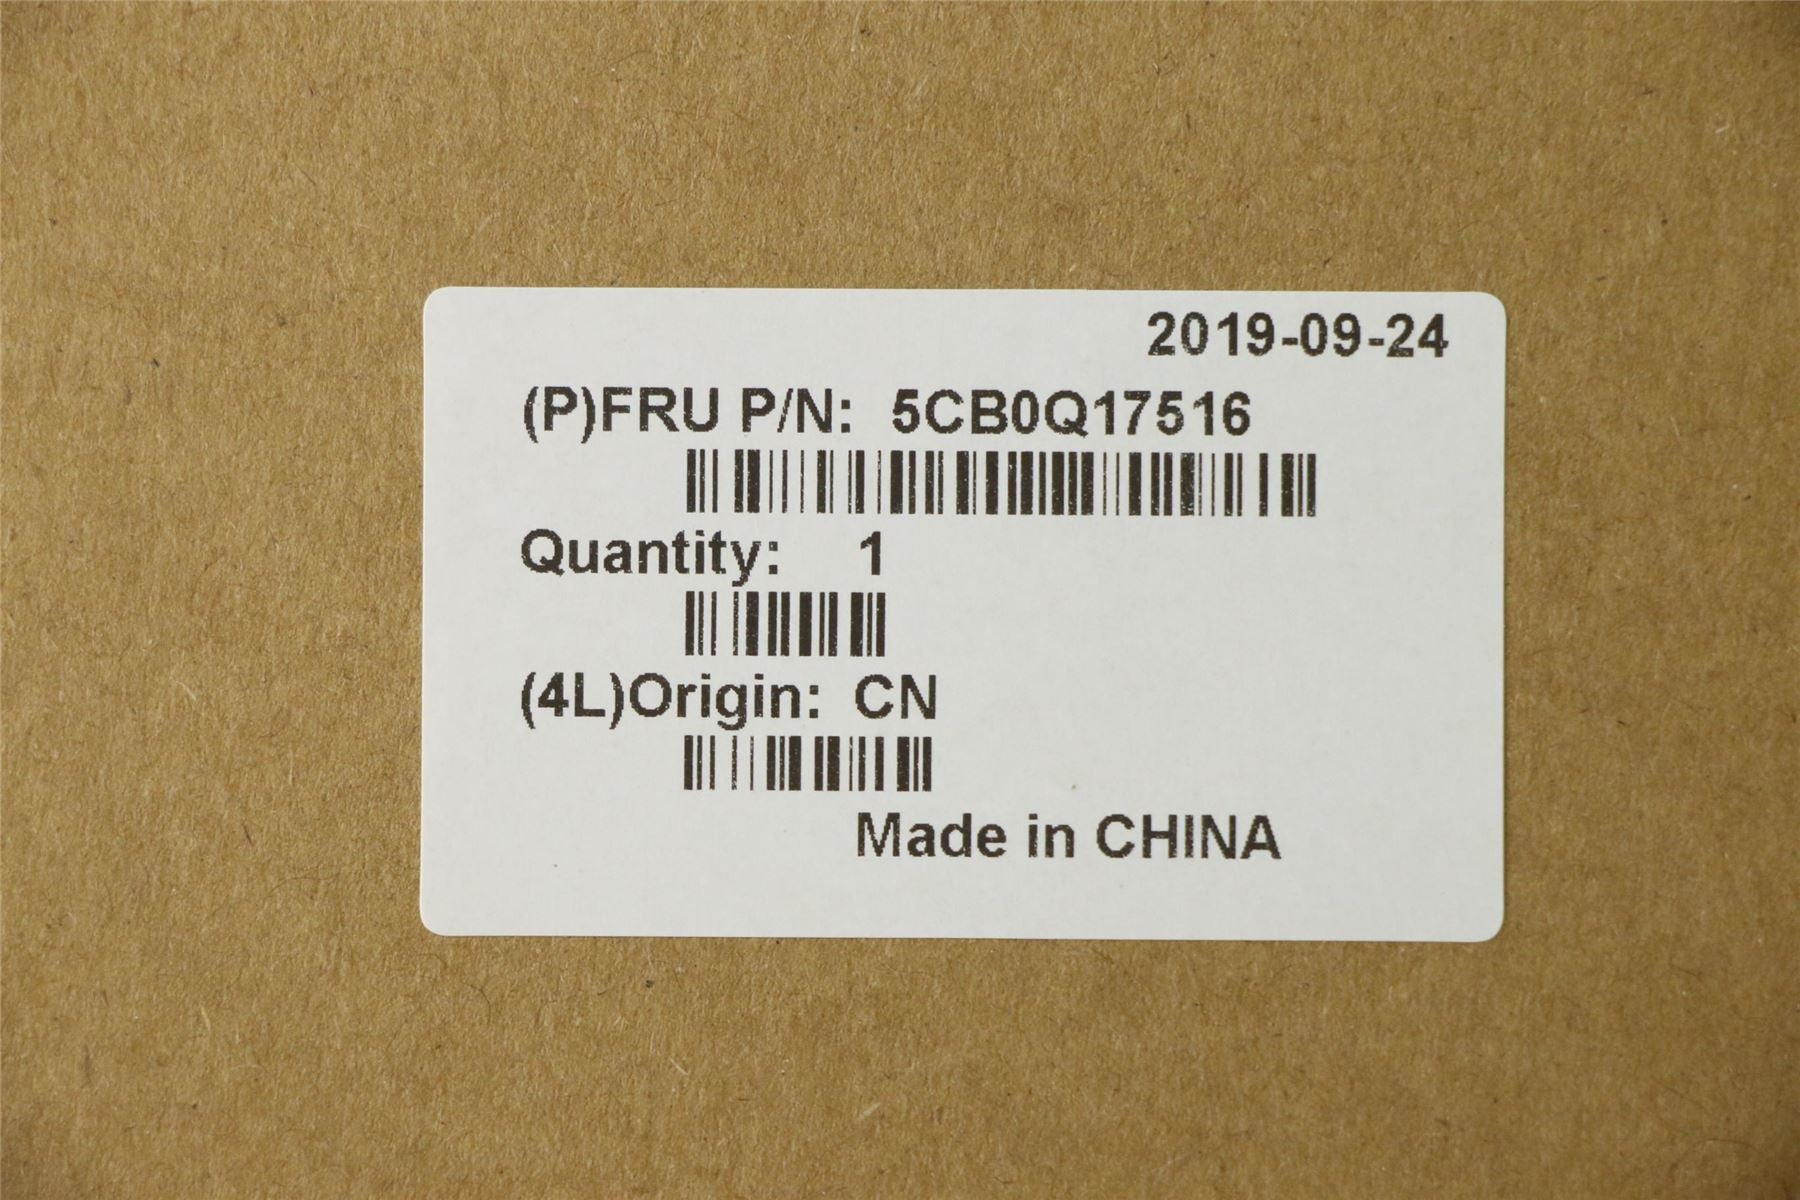 2019-09-24
(P)FRU P/N: 5CB0Q17516
Quantity: 1
(4L)Origin: CN
Made in CHINA